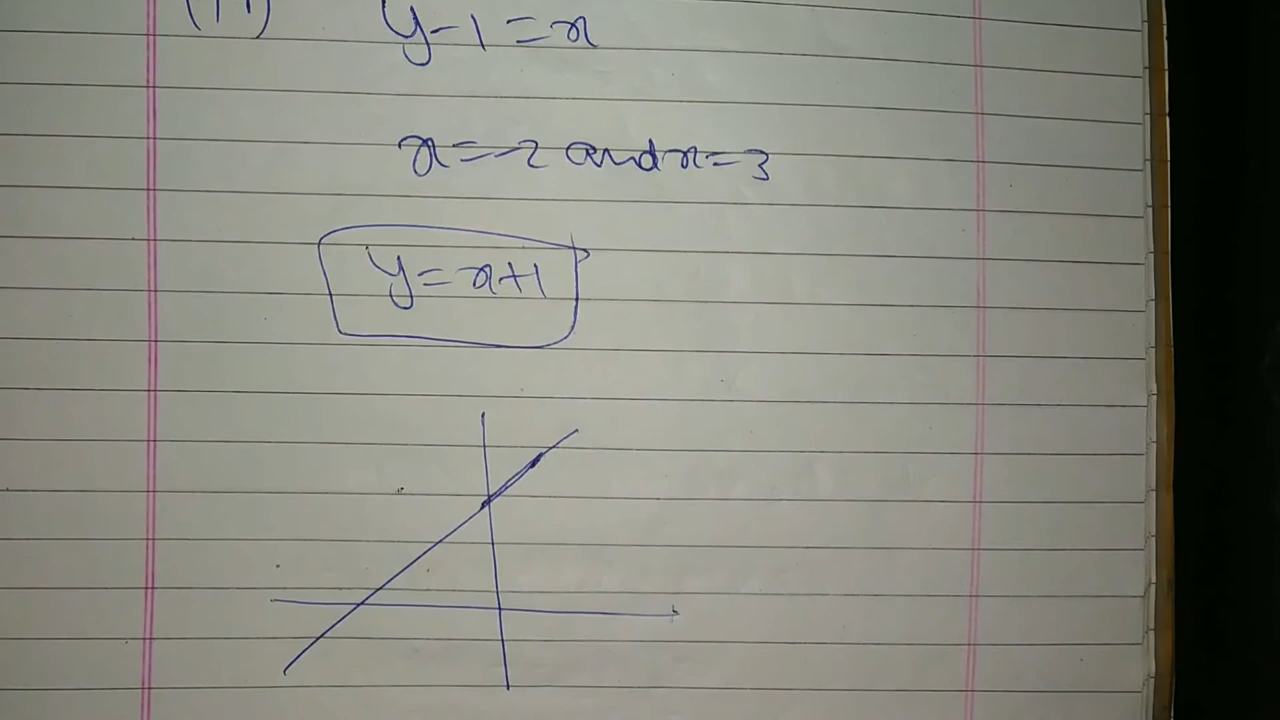 y-1=x
x=-2 and x=3
y=x+1